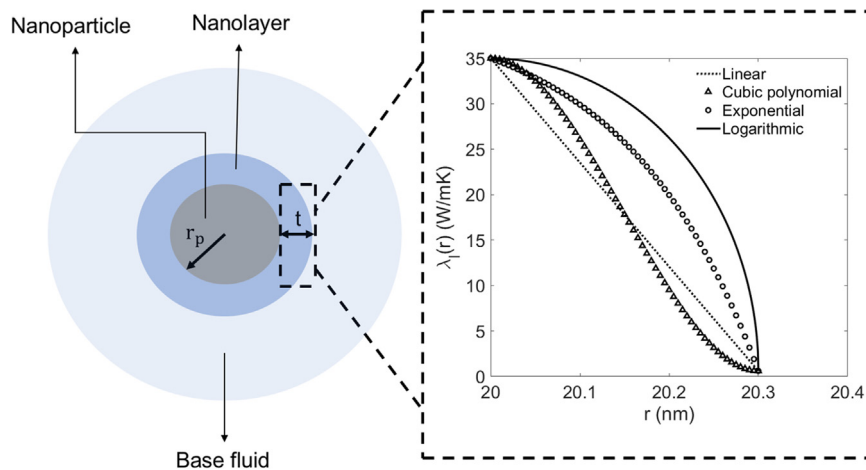 Nanoparticle
Nanolayer
r_p
t
Base fluid
λ_l(r) (W/mK)
35
30
25
20
15
10
5
0
Linear
Cubic polynomial
Exponential
Logarithmic
20 20.1 20.2 20.3 20.4
r (nm)